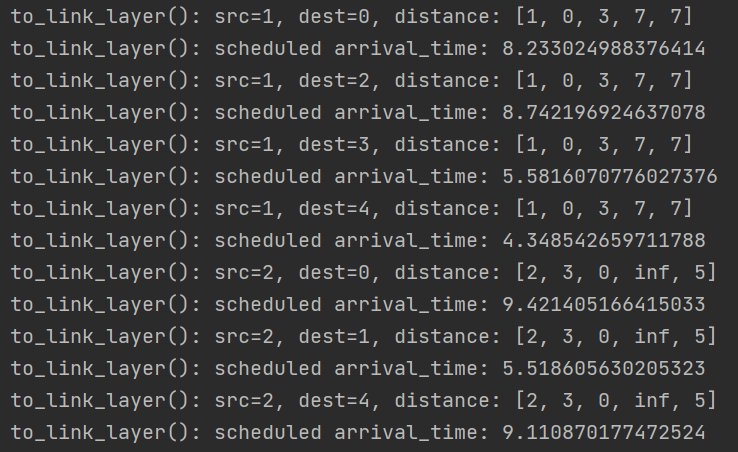 to_link_layer(): src=1, dest=0, distance: [1, 0, 3, 7, 7]
to_link_layer(): scheduled arrival_time: 8.233024988376414
to_link_layer(): src=1, dest=2, distance: [1, 0, 3, 7, 7]
to_link_layer(): scheduled arrival_time: 8.742196924637078
to_link_layer(): src=1, dest=3, distance: [1, 0, 3, 7, 7]
to_link_layer(): scheduled arrival_time: 5.5816070776027376
to_link_layer(): src=1, dest=4, distance: [1, 0, 3, 7, 7]
to_link_layer(): scheduled arrival_time: 4.348542659711788
to_link_layer(): src=2, dest=0, distance: [2, 3, 0, inf, 5]
to_link_layer(): scheduled arrival_time: 9.421405166415033
to_link_layer(): src=2, dest=1, distance: [2, 3, 0, inf, 5]
to_link_layer(): scheduled arrival_time: 5.518605630205323
to_link_layer(): src=2, dest=4, distance: [2, 3, 0, inf, 5]
to_link_layer(): scheduled arrival_time: 9.110870177472524